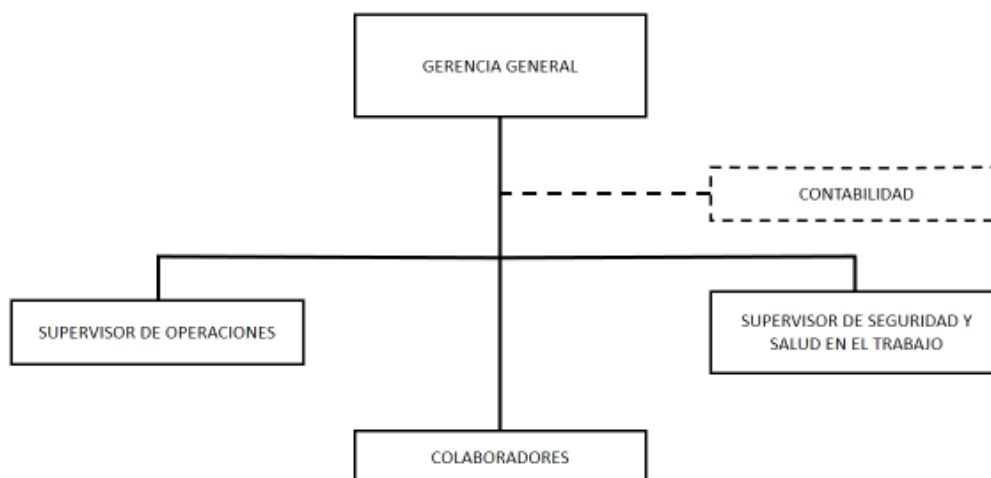 GERENCIA GENERAL
CONTABILIDAD
SUPERVISOR DE OPERACIONES
SUPERVISOR DE SEGURIDAD Y
SALUD EN EL TRABAJO
COLABORADORES